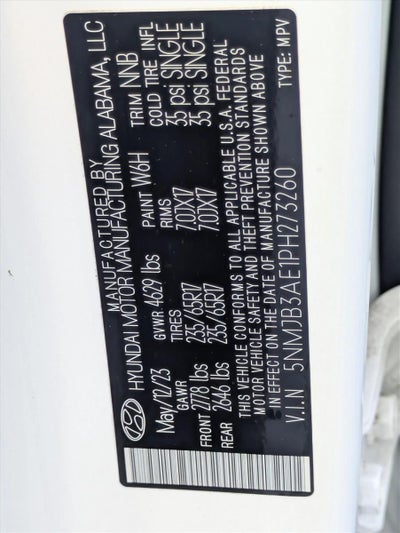 MANUFACTURED BY
HYUNDAI MOTOR MANUFACTURING ALABAMA, LLC
May/12/23 GVWR 4629 lbs PAINT W6H TRIM NNB
GAWR TIRES RIMS COLD TIRE INFL
FRONT 2778 lbs 235/65R17 7.0JX17 35 psi SINGLE
REAR 2644 lbs 235/65R17 7.0JX17 35 psi SINGLE
THIS VEHICLE CONFORMS TO ALL APPLICABLE U.S.A. FEDERAL
MOTOR VEHICLE SAFETY AND THEFT PREVENTION STANDARDS
IN EFFECT ON THE DATE OF MANUFACTURE SHOWN ABOVE
V.I.N 5NMJB3AE1PH273260 TYPE: MPV